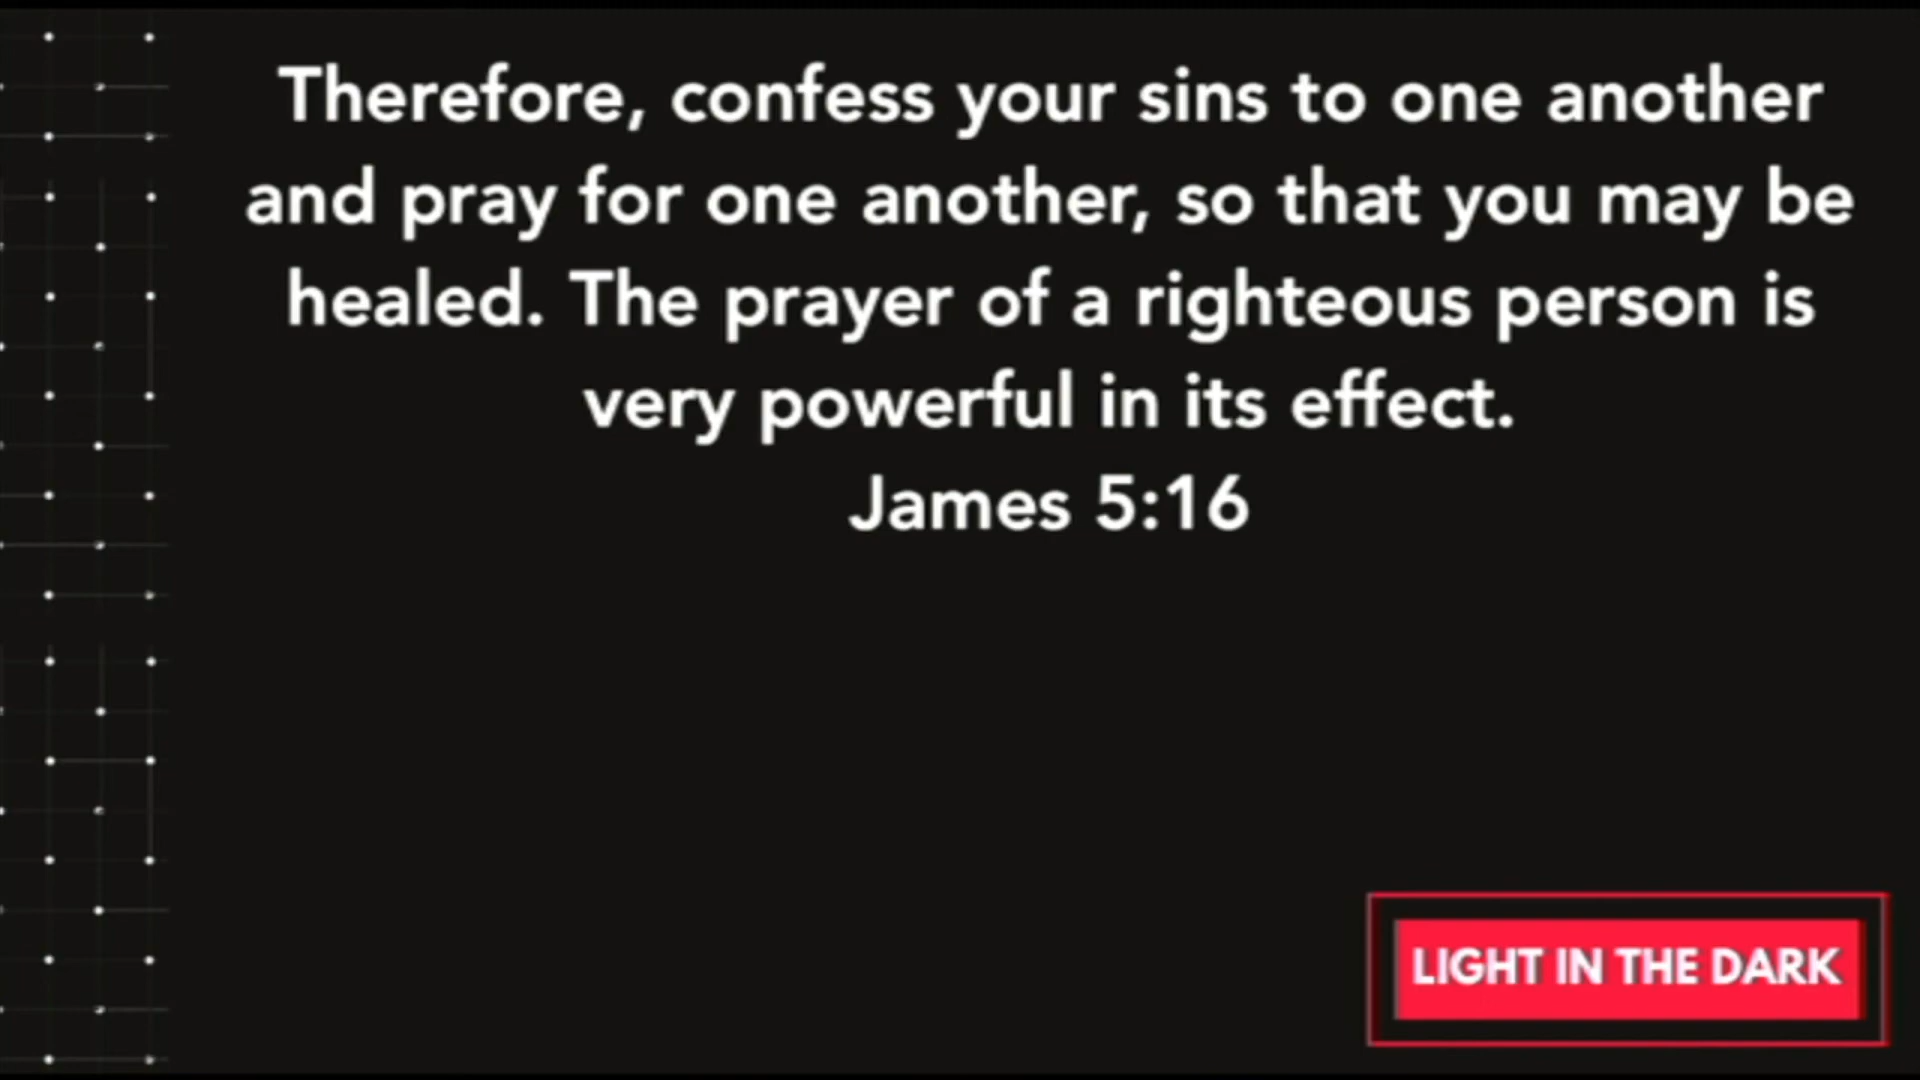 Therefore, confess your sins to one another
and pray for one another, so that you may be
healed. The prayer of a righteous person is
very powerful in its effect.
James 5:16
LIGHT IN THE DARK